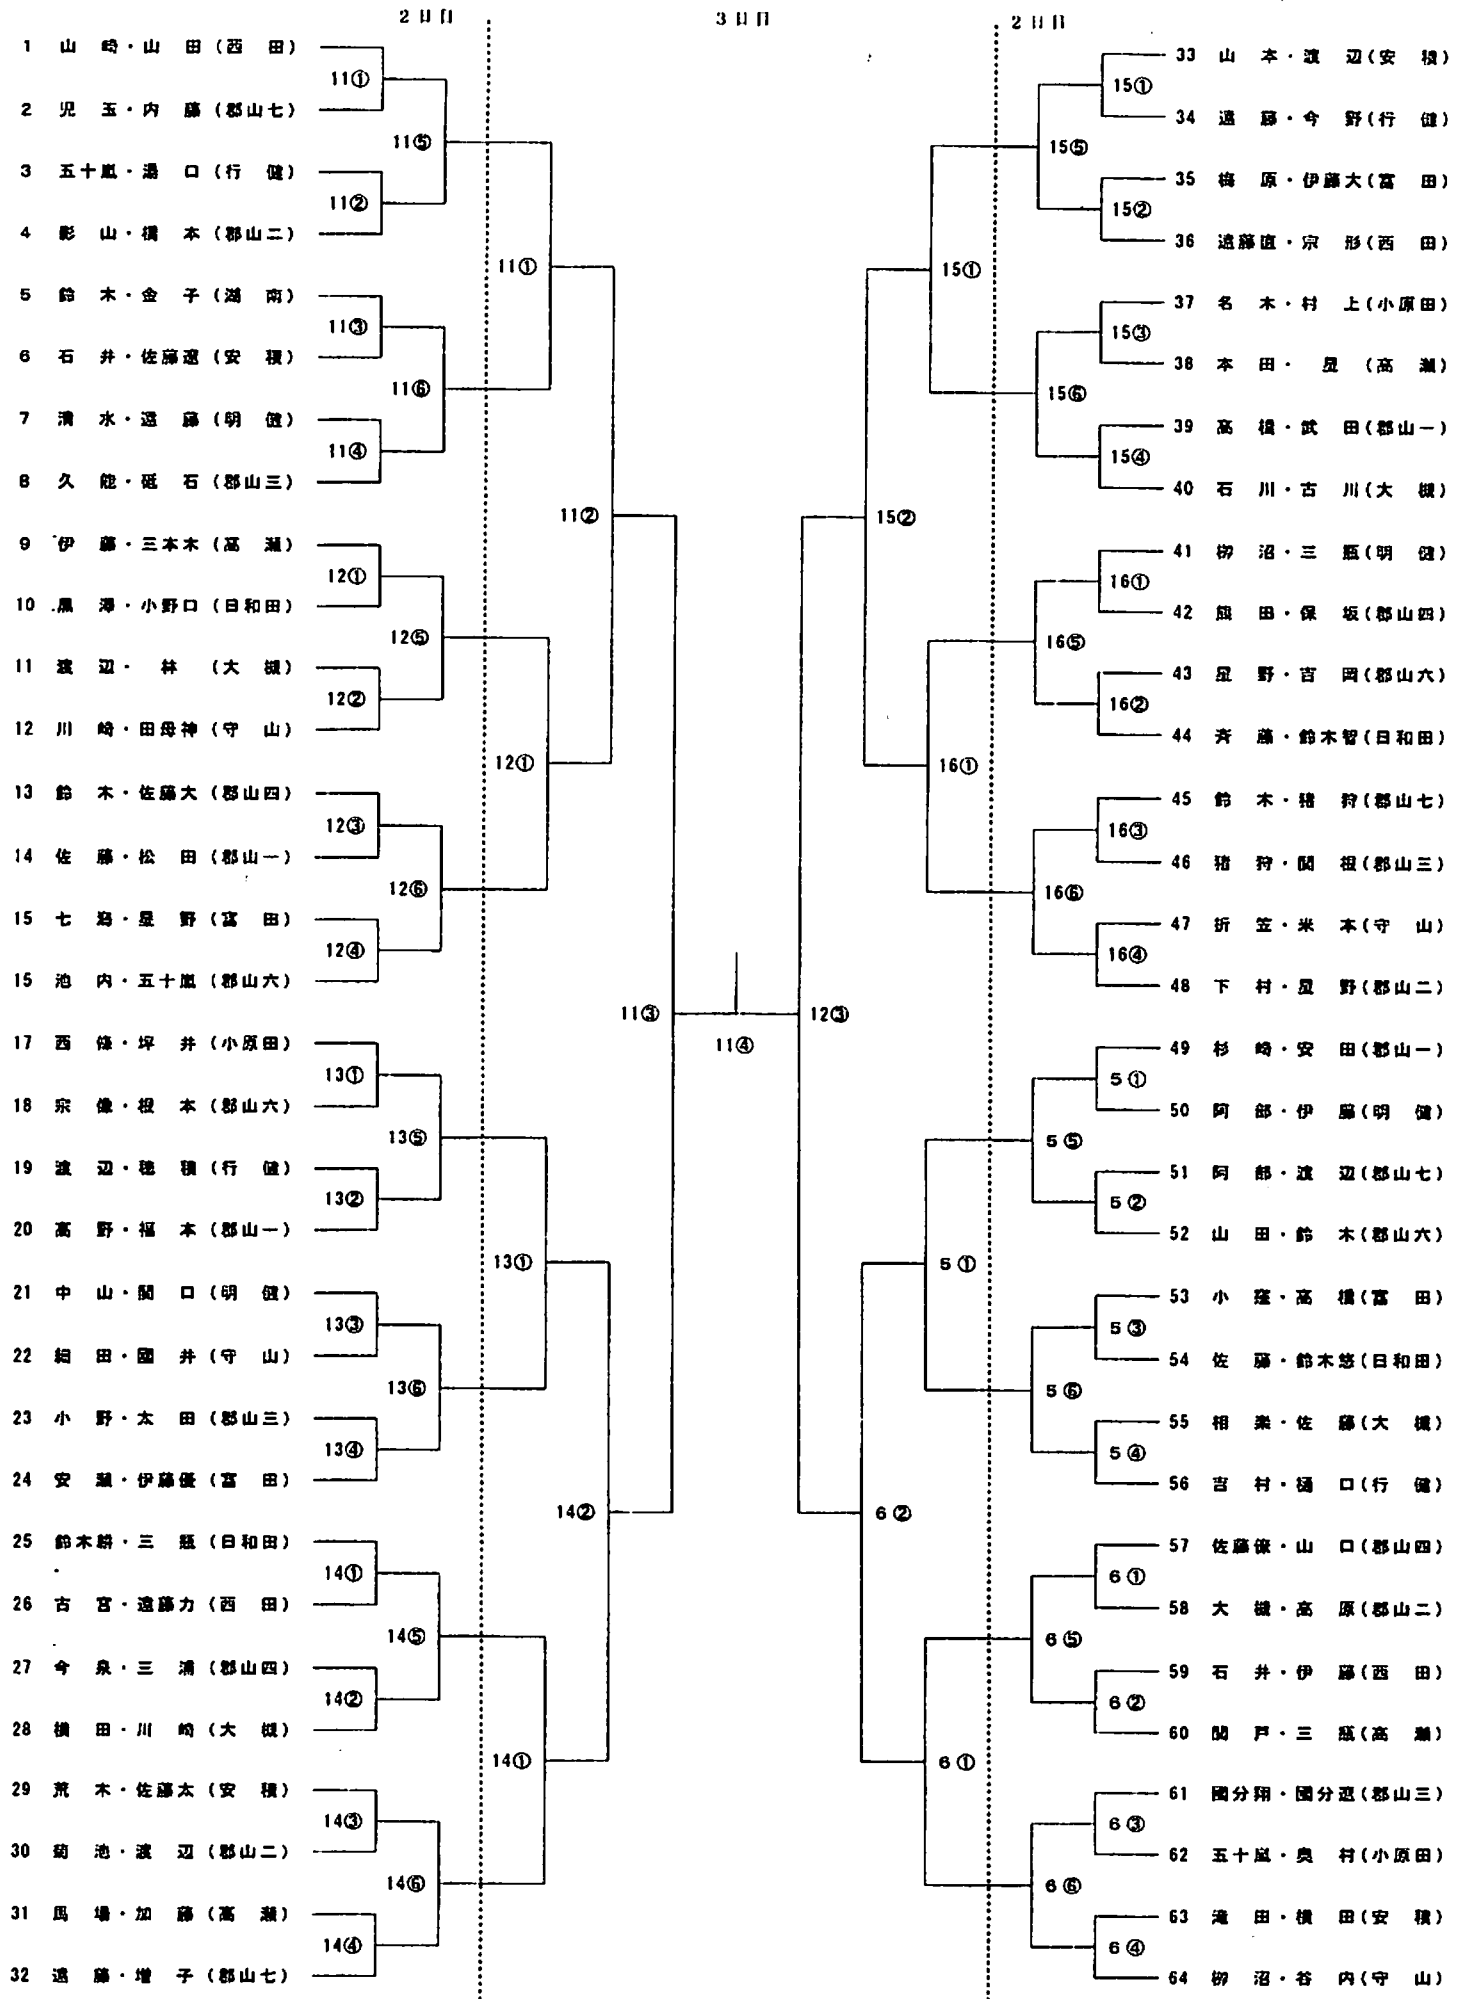 2日目
3日目
2日目
1 山 崎・山 田 (西 田)
2 児 玉・内 藤 (郡山七)
3 五十嵐・湯 口 (行 健)
4 影 山・橋 本 (郡山二)
5 鈴 木・金 子 (湖 南)
6 石 井・佐藤遼 (安 積)
7 清 水・遠 藤 (明 健)
8 久 能・砥 石 (郡山三)
9 伊 藤・三本木 (高 瀬)
10 黒 澤・小野口 (日和田)
11 渡 辺・ 林 (大 槻)
12 川 崎・田母神 (守 山)
13 鈴 木・佐藤大 (郡山四)
14 佐 藤・松 田 (郡山一)
15 七 海・星 野 (富 田)
15 池 内・五十嵐 (郡山六)
17 西 條・坪 井 (小原田)
18 宗 像・根 本 (郡山六)
19 渡 辺・穂 積 (行 健)
20 高 野・福 本 (郡山一)
21 中 山・関 口 (明 健)
22 細 田・國 井 (守 山)
23 小 野・太 田 (郡山三)
24 安 瀬・伊藤優 (富 田)
25 鈴木耕・三 瓶 (日和田)
26 古 宮・遠藤力 (西 田)
27 今 泉・三 浦 (郡山四)
28 横 田・川 崎 (大 槻)
29 荒 木・佐藤太 (安 積)
30 菊 池・渡 辺 (郡山二)
31 馬 場・加 藤 (高 瀬)
32 遠 藤・増 子 (郡山七)
11①
11②
11③
11④
12①
12②
12③
12④
13①
13②
13③
13④
14①
14②
14③
14④
11⑤
11⑥
12⑤
12⑥
13⑤
13⑥
14⑤
14⑥
11①
12①
13①
14①
11②
14②
11③
11④
12③
15②
6②
15①
16①
5①
6①
15⑤
15⑥
16⑤
16⑥
5⑤
5⑥
6⑤
6⑥
15①
15②
15③
15④
16①
16②
16③
16④
5①
5②
5③
5④
6①
6②
6③
6④
33 山 本・渡 辺(安 積)
34 遠 藤・今 野(行 健)
35 梅 原・伊藤大(富 田)
36 遠藤直・宗 形(西 田)
37 名 木・村 上(小原田)
38 本 田・ 星 (高 瀬)
39 高 橋・武 田(郡山一)
40 石 川・古 川(大 槻)
41 柳 沼・三 瓶(明 健)
42 熊 田・保 坂(郡山四)
43 星 野・吉 岡(郡山六)
44 斉 藤・鈴木智(日和田)
45 鈴 木・猪 狩(郡山七)
46 猪 狩・関 根(郡山三)
47 折 笠・米 本(守 山)
48 下 村・星 野(郡山二)
49 杉 崎・安 田(郡山一)
50 阿 部・伊 藤(明 健)
51 阿 部・渡 辺(郡山七)
52 山 田・鈴 木(郡山六)
53 小 窪・高 橋(富 田)
54 佐 藤・鈴木悠(日和田)
55 相 楽・佐 藤(大 槻)
56 吉 村・樋 口(行 健)
57 佐藤僚・山 口(郡山四)
58 大 槻・高 原(郡山二)
59 石 井・伊 藤(西 田)
60 関 戸・三 瓶(高 瀬)
61 國分翔・國分(郡山三)
62 五十嵐・奥 村(小原田)
63 滝 田・横 田(安 積)
64 柳 沼・谷 内(守 山)